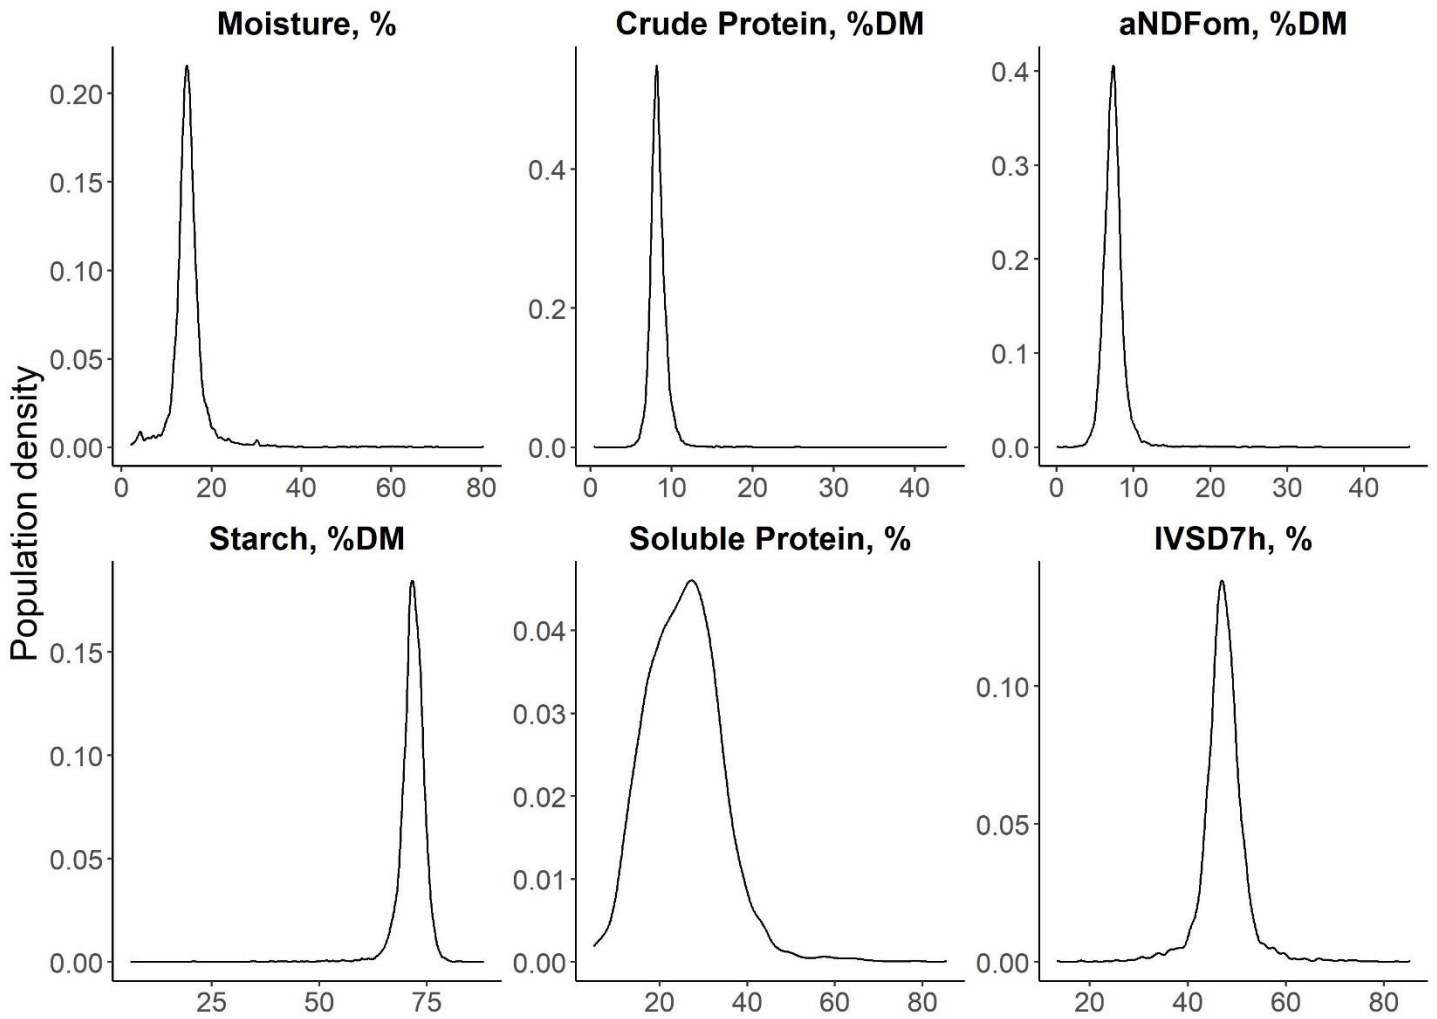 Moisture, %
Crude Protein, %DM
aNDFom, %DM
0.20
0.15
0.10
0.05
0.00
0.4
0.2
0.0
0.4
0.3
0.2
0.1
0.0
0 20 40 60 80
0 10 20 30 40
0 10 20 30 40
Population density
Starch, %DM
Soluble Protein, %
IVSD7h, %
0.15
0.10
0.05
0.00
0.04
0.03
0.02
0.01
0.00
0.10
0.05
0.00
25 50 75
20 40 60 80
20 40 60 80